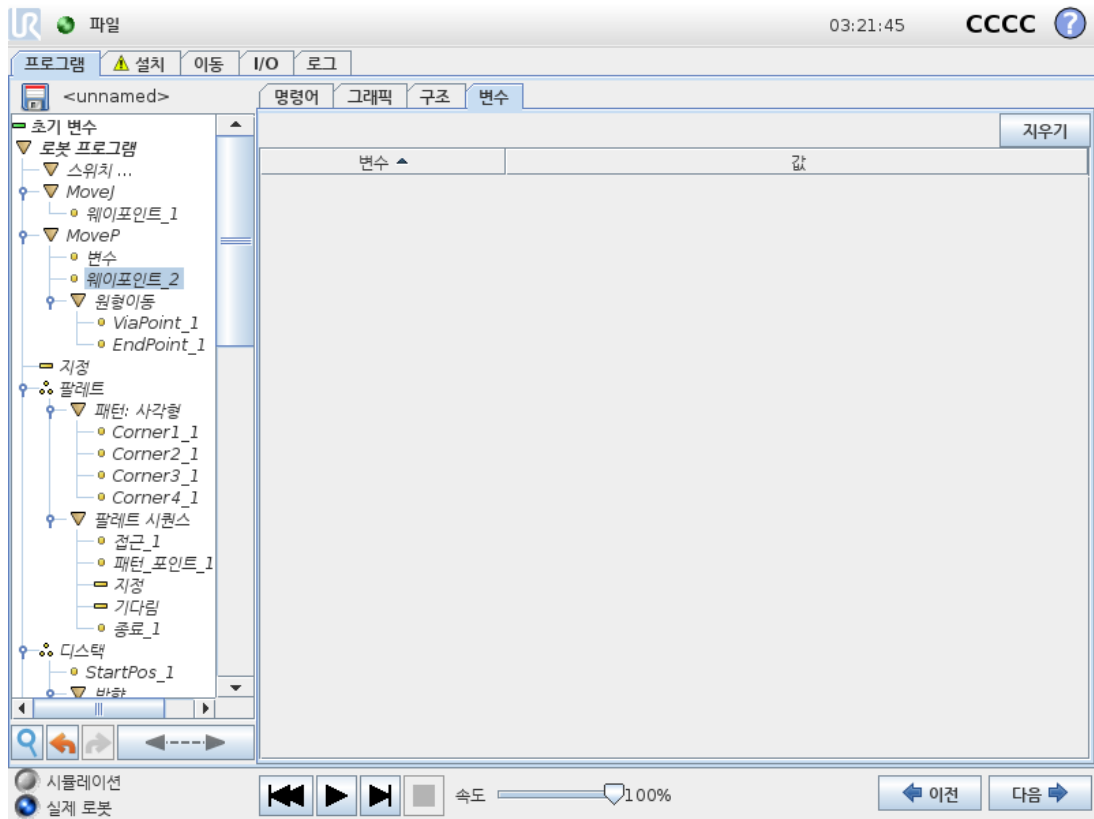 UR 파일 03:21:45 CCCC ?
프로그램 설치 이동 I/O 로그
<unnamed> 명령어 그래픽 구조 변수
초기 변수
지우기
로봇 프로그램
변수 값
스위치 ...
MoveJ
웨이포인트_1
MoveP
변수
웨이포인트_2
원형이동
ViaPoint_1
EndPoint_1
지정
팔레트
패턴: 사각형
Corner1_1
Corner2_1
Corner3_1
Corner4_1
팔레트 시퀀스
접근_1
패턴_포인트_1
지정
기다림
종료_1
디스택
StartPos_1
방향
시뮬레이션
실제 로봇
속도 100% 이전 다음